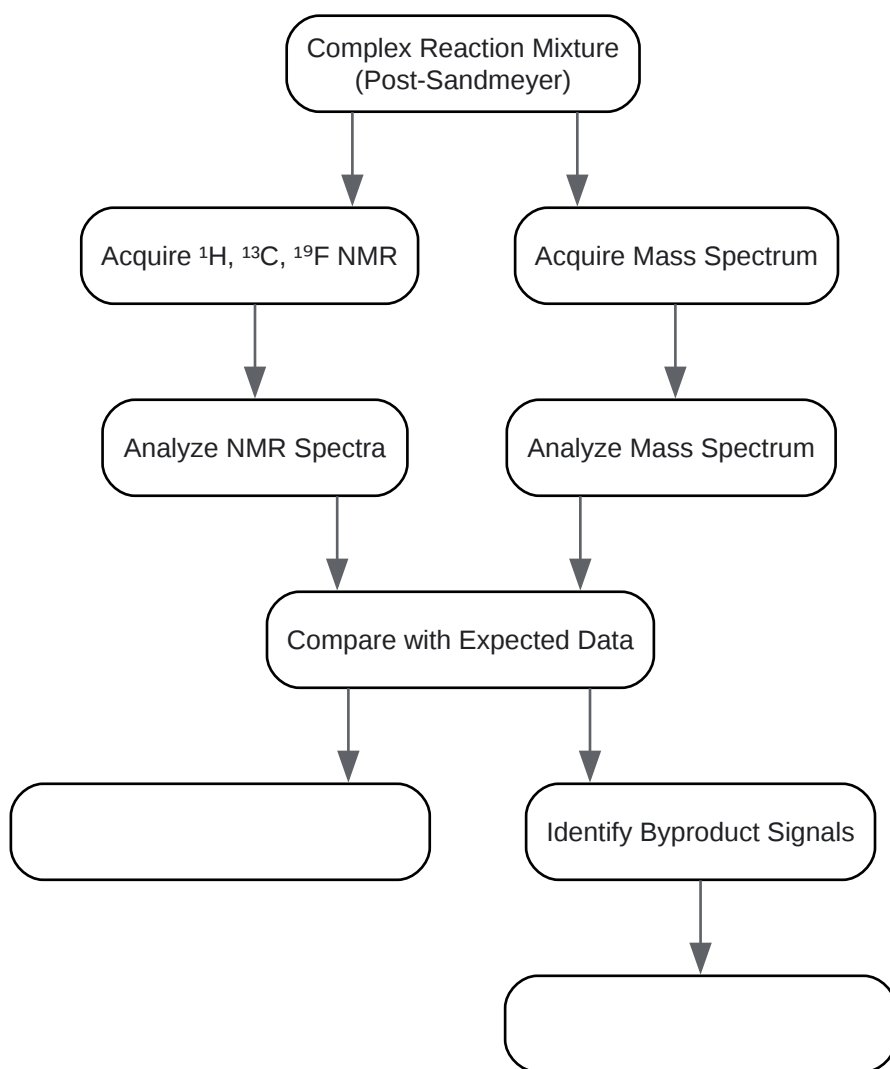 Complex Reaction Mixture
(Post-Sandmeyer)
Acquire ¹H, ¹³C, ¹⁹F NMR
Acquire Mass Spectrum
Analyze NMR Spectra
Analyze Mass Spectrum
Compare with Expected Data
Identify Byproduct Signals